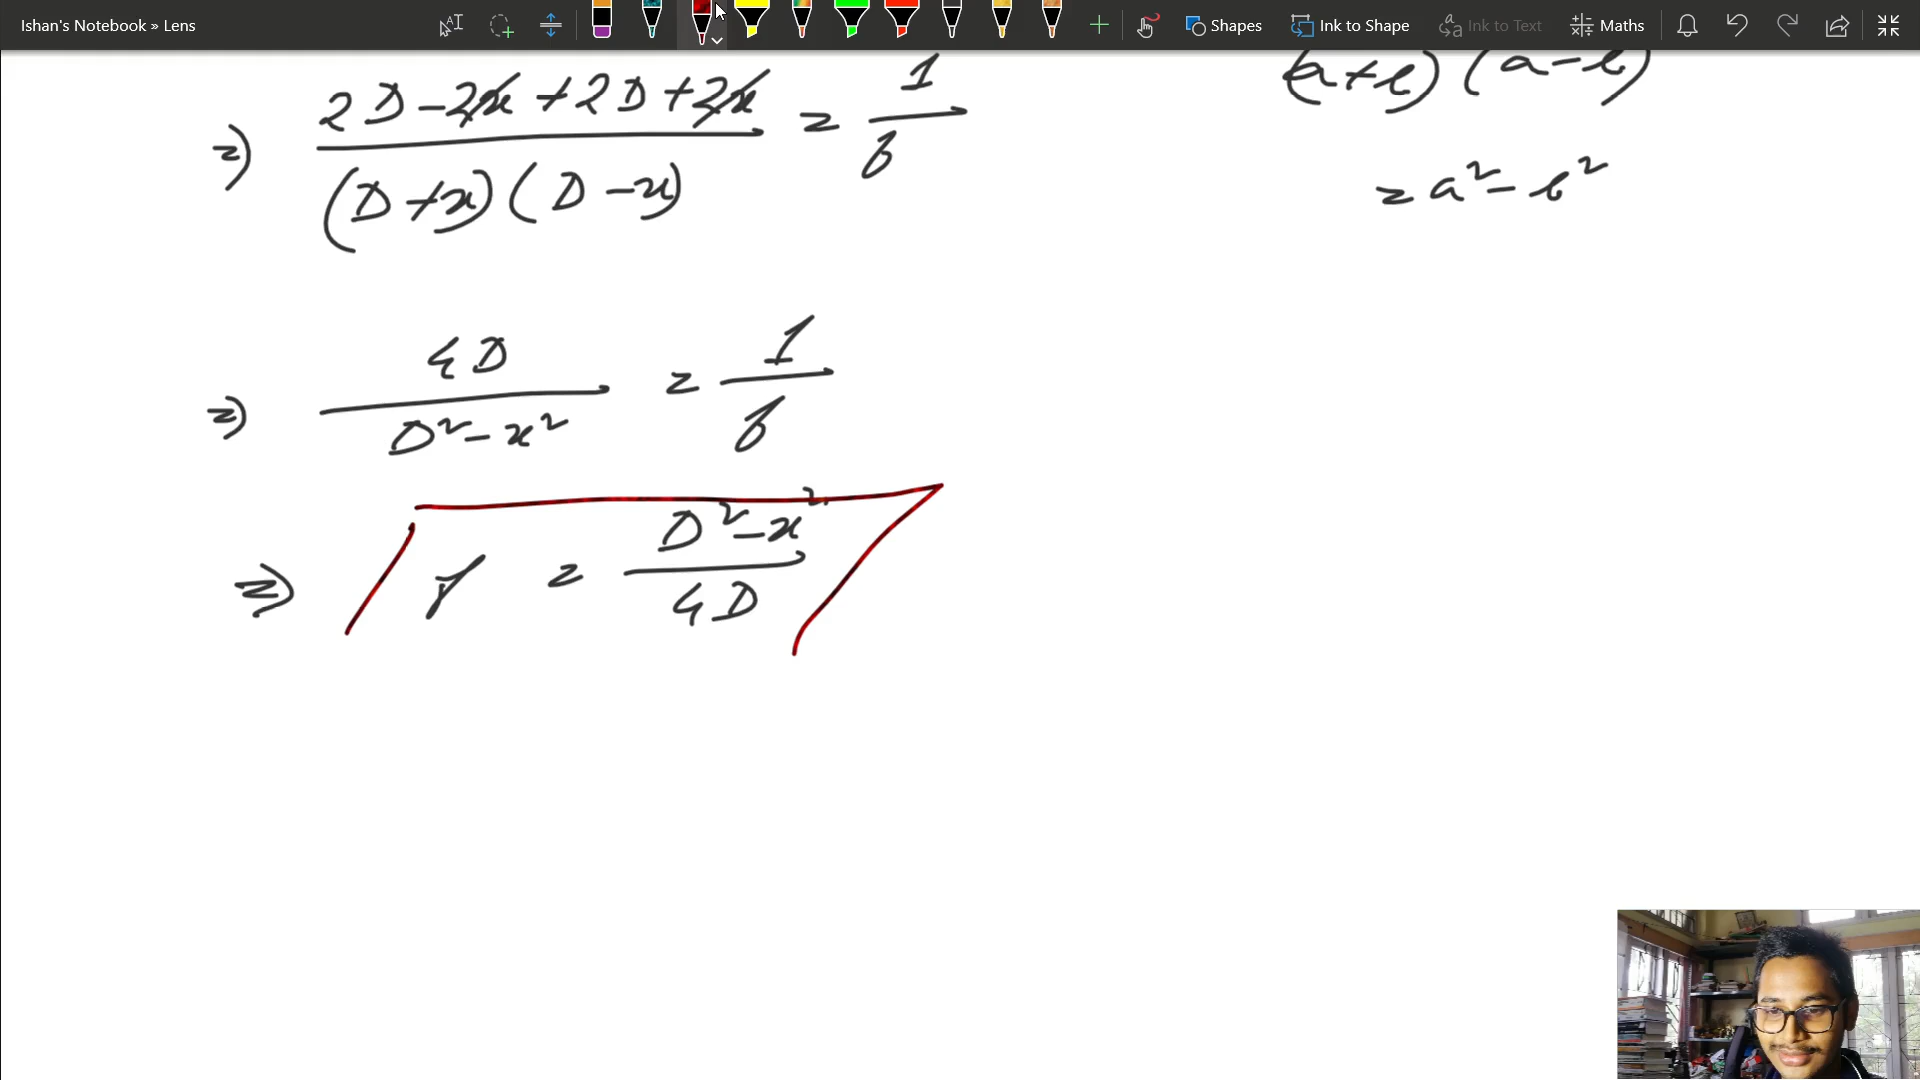 Ishan's Notebook » Lens
Shapes
Ink to Shape
Ink to Text
Maths
(a+b) (a-b)
= a² - b²
⇒ (2D - 2x + 2D + 2x) / ((D+x)(D-x)) = 1/f
⇒ 4D / (D² - x²) = 1/f
⇒ f = (D² - x²) / 4D